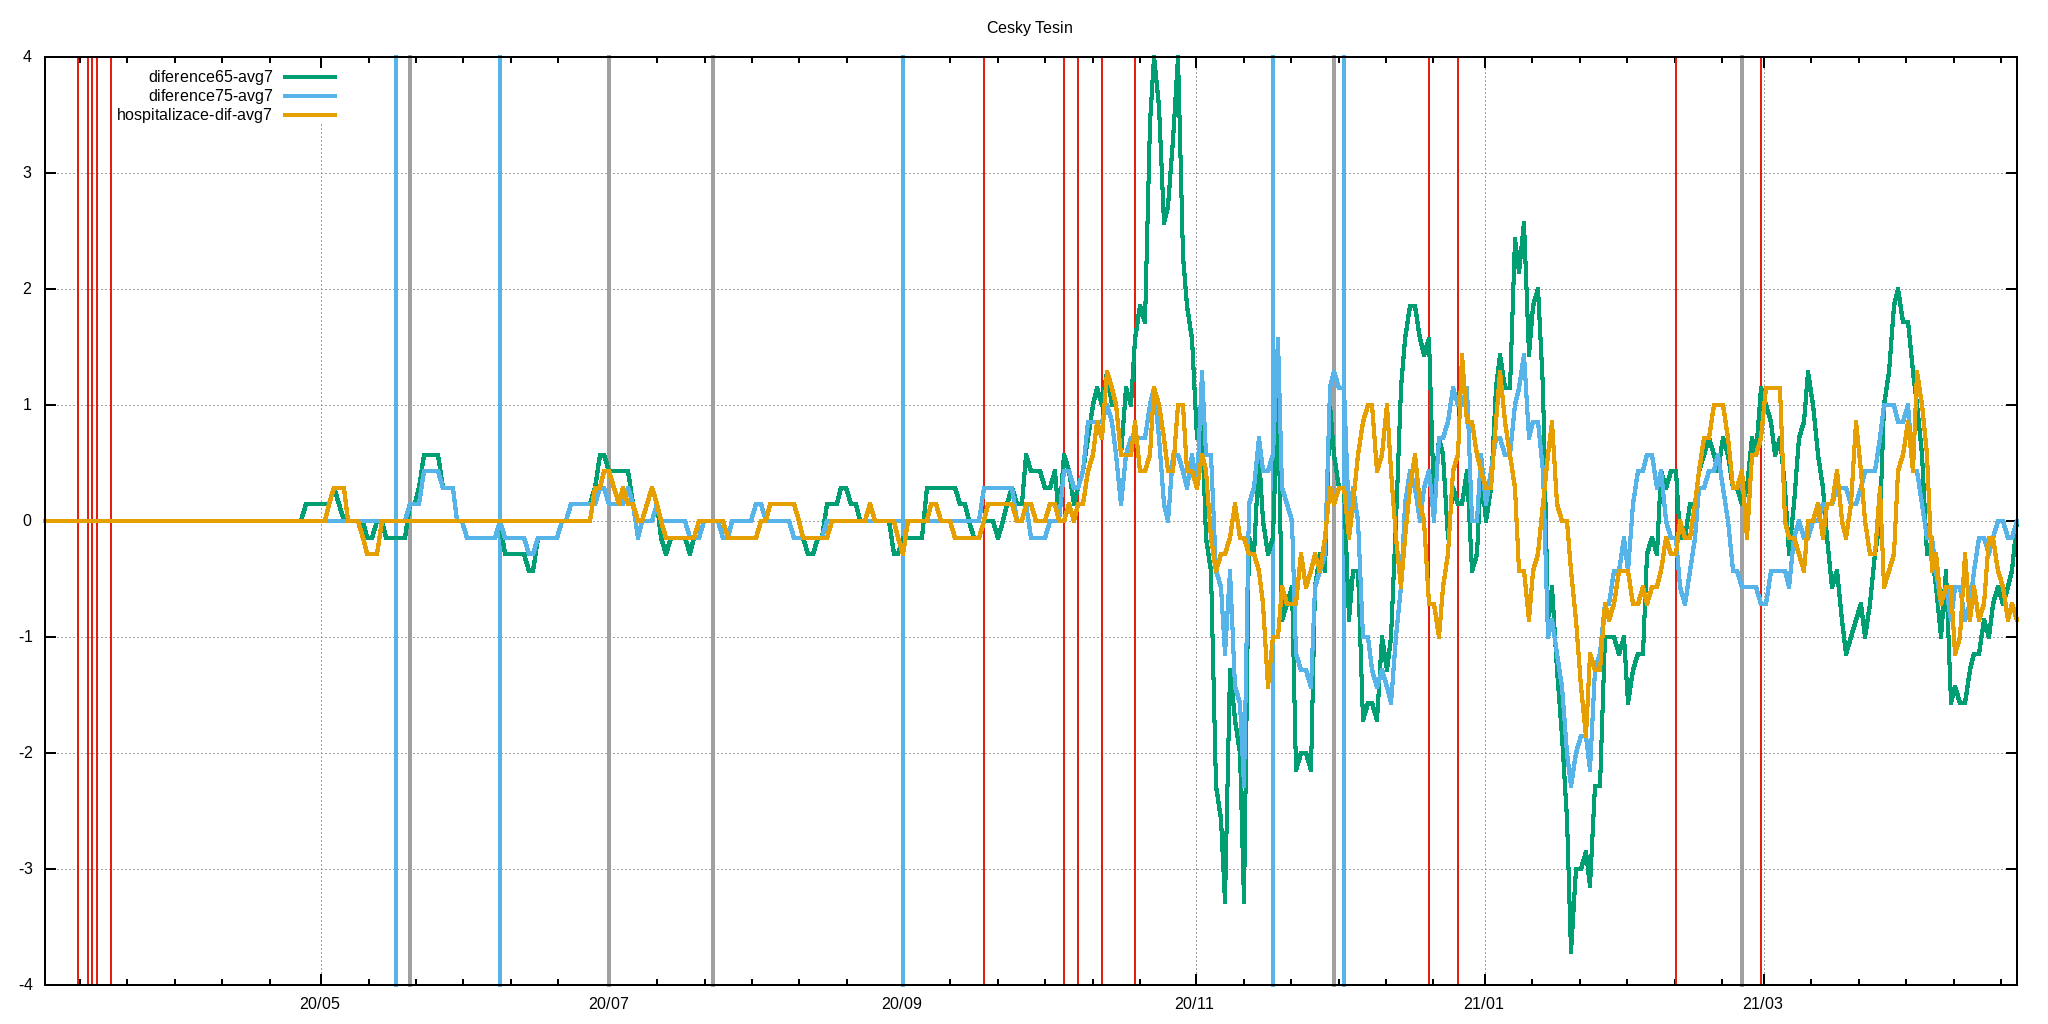 Cesky Tesin
4
diference65-avg7
diference75-avg7
hospitalizace-dif-avg7
3
2
1
0
-1
-2
-3
-4
20/05 20/07 20/09 20/11 21/01 21/03